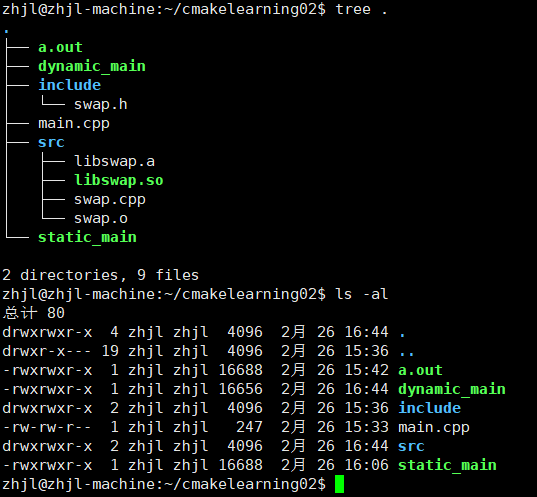 zhjl@zhjl-machine:~/cmakelearning02$ tree .
.
├── a.out
├── dynamic_main
├── include
│   └── swap.h
├── main.cpp
├── src
│   ├── libswap.a
│   ├── libswap.so
│   ├── swap.cpp
│   └── swap.o
└── static_main

2 directories, 9 files
zhjl@zhjl-machine:~/cmakelearning02$ ls -al
总计 80
drwxrwxr-x  4 zhjl zhjl  4096  2月 26 16:44 .
drwxr-x--- 19 zhjl zhjl  4096  2月 26 15:36 ..
-rwxrwxr-x  1 zhjl zhjl 16688  2月 26 15:42 a.out
-rwxrwxr-x  1 zhjl zhjl 16656  2月 26 16:44 dynamic_main
drwxrwxr-x  2 zhjl zhjl  4096  2月 26 15:36 include
-rw-rw-r--  1 zhjl zhjl   247  2月 26 15:33 main.cpp
drwxrwxr-x  2 zhjl zhjl  4096  2月 26 16:44 src
-rwxrwxr-x  1 zhjl zhjl 16688  2月 26 16:06 static_main
zhjl@zhjl-machine:~/cmakelearning02$